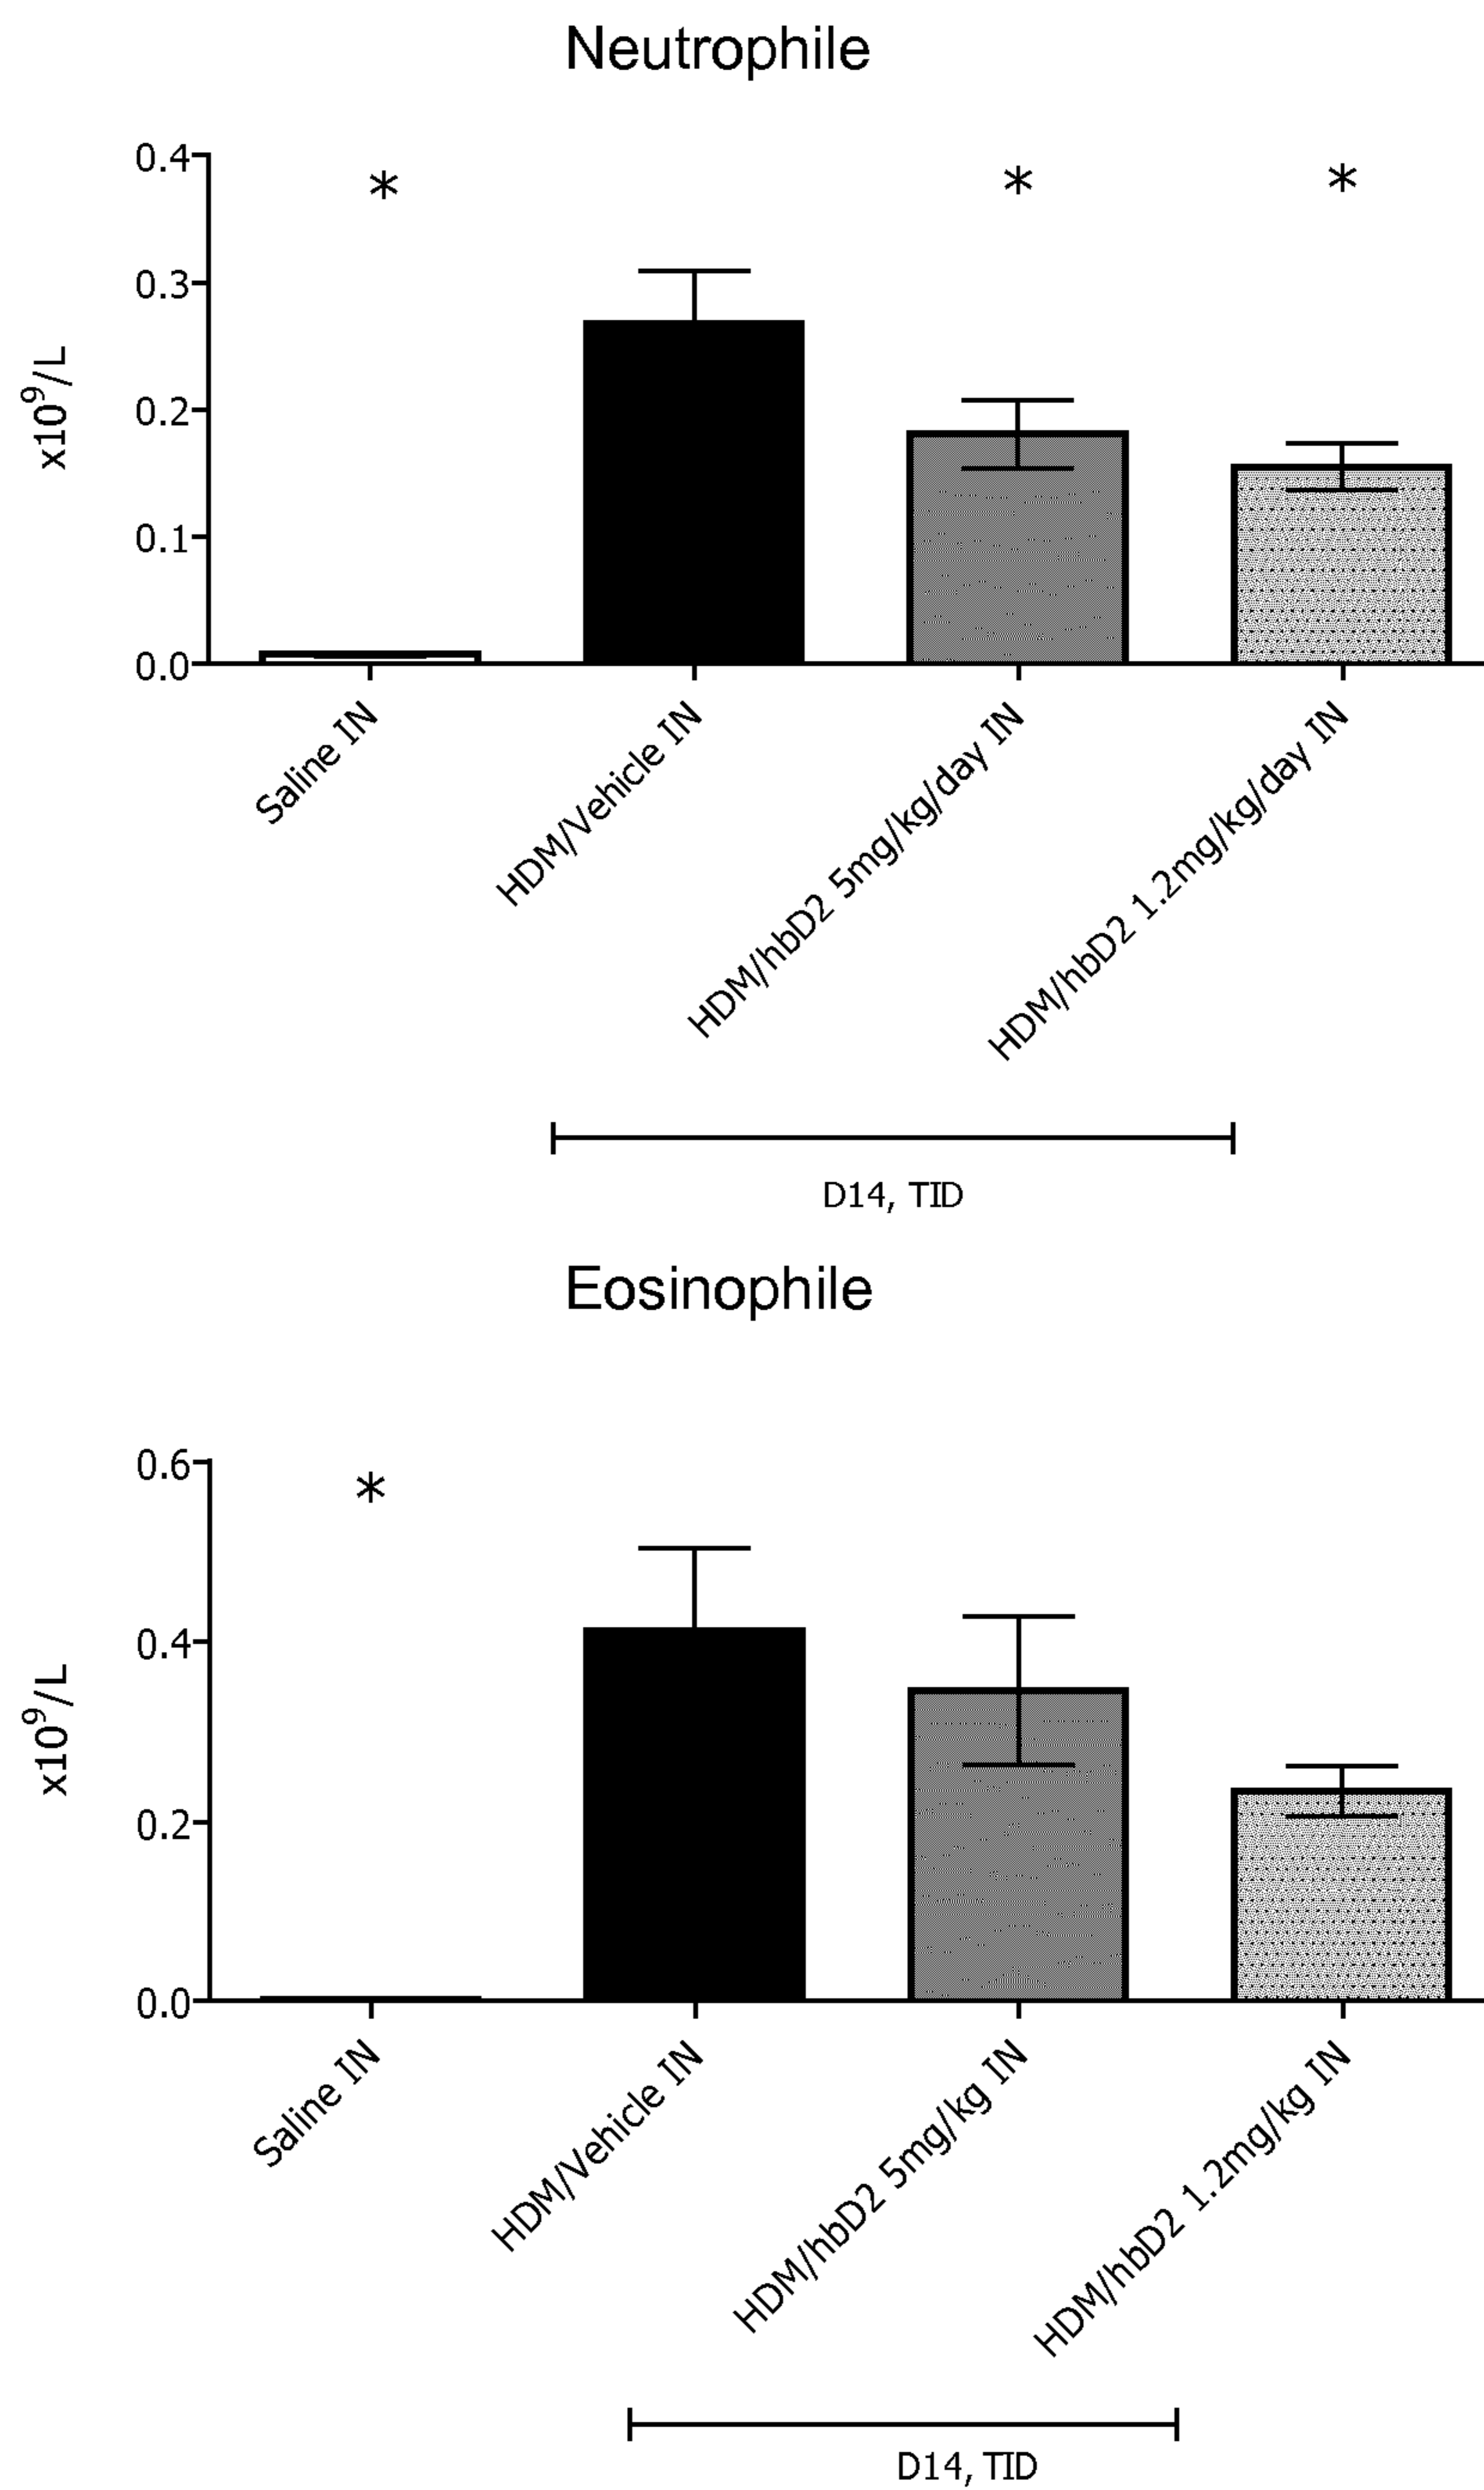 Neutrophile
0.4
0.3
0.2
0.1
0.0
x10⁹/L
*
*
*
Saline IN
HDM/Vehicle IN
HDM/hbD2 5mg/kg/day IN
HDM/hbD2 1.2mg/kg/day IN
D14, TID
Eosinophile
0.6
0.4
0.2
0.0
x10⁹/L
*
Saline IN
HDM/Vehicle IN
HDM/hbD2 5mg/kg IN
HDM/hbD2 1.2mg/kg IN
D14, TID